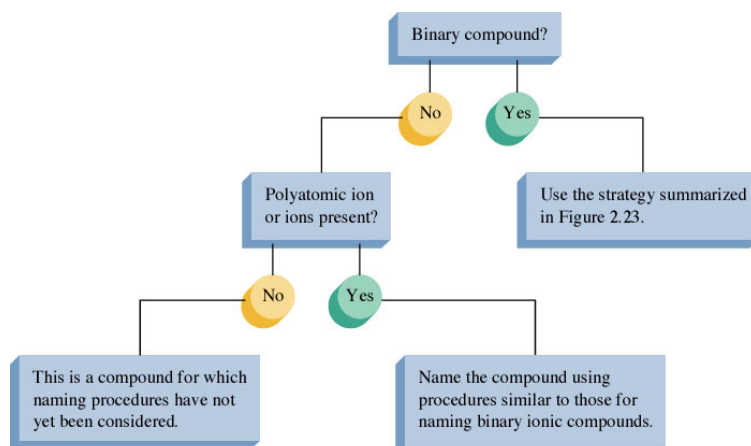 Binary compound?
No
Yes
Polyatomic ion
or ions present?
Use the strategy summarized
in Figure 2.23.
No
Yes
This is a compound for which
naming procedures have not
yet been considered.
Name the compound using
procedures similar to those for
naming binary ionic compounds.